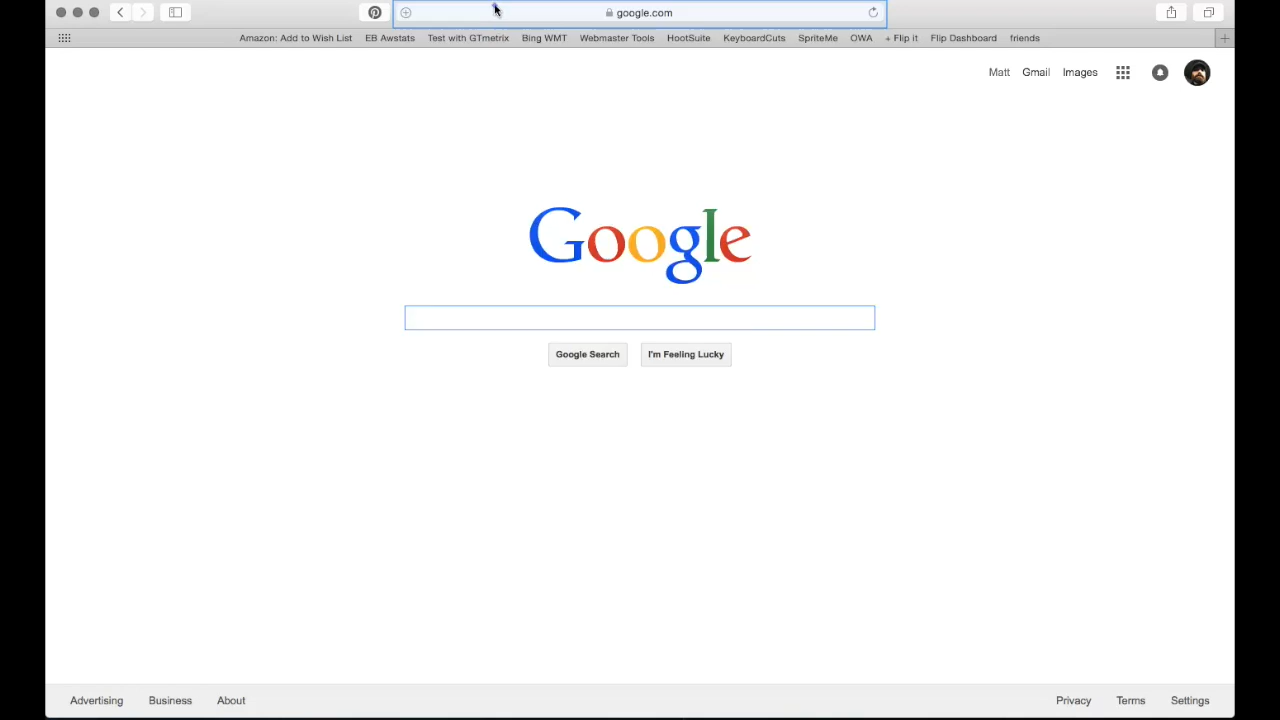 google.com
Amazon: Add to Wish List EB Awstats Test with GTmetrix Bing WMT Webmaster Tools HootSuite KeyboardCuts SpriteMe OWA + Flip it Flip Dashboard friends
Matt Gmail Images
Google
Google Search I'm Feeling Lucky
Advertising Business About Privacy Terms Settings